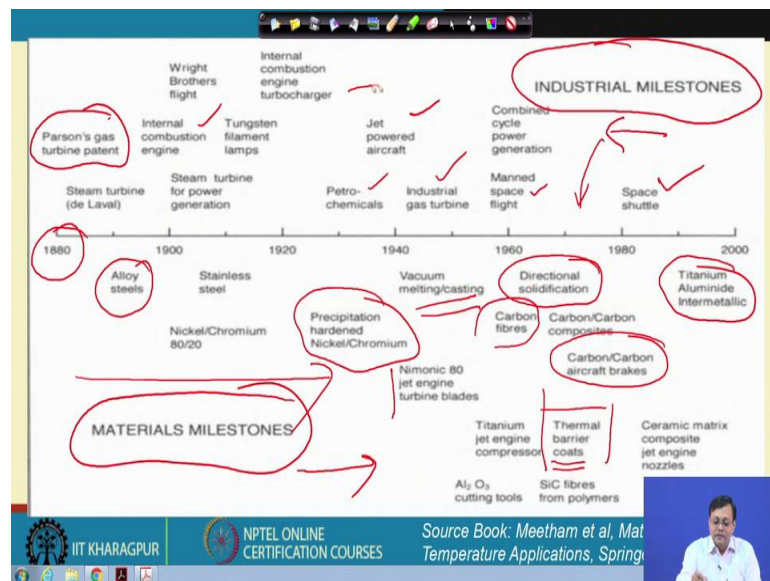 INDUSTRIAL MILESTONES
Wright
Brothers
flight
Internal
combustion
engine
turbocharger
Parson's gas
turbine patent
Internal
combustion
engine
Tungsten
filament
lamps
Jet
powered
aircraft
Combined
cycle
power
generation
Steam turbine
(de Laval)
Steam turbine
for power
generation
Petro-
chemicals
Industrial
gas turbine
Manned
space
flight
Space
shuttle
1880 1900 1920 1940 1960 1980 2000
Alloy
steels
Stainless
steel
Vacuum
melting/casting
Directional
solidification
Titanium
Aluminide
Intermetallic
Nickel/Chromium
80/20
Precipitation
hardened
Nickel/Chromium
Carbon
fibres
Carbon/Carbon
composites
Carbon/Carbon
aircraft brakes
Nimonic 80
jet engine
turbine blades
MATERIALS MILESTONES
Titanium
jet engine
compressor
Thermal
barrier
coats
Ceramic matrix
composite
jet engine
nozzles
Al2 O3
cutting tools
SiC fibres
from polymers
IIT KHARAGPUR
NPTEL ONLINE
CERTIFICATION COURSES
Source Book: Meetham et al, Mat
Temperature Applications, Spring